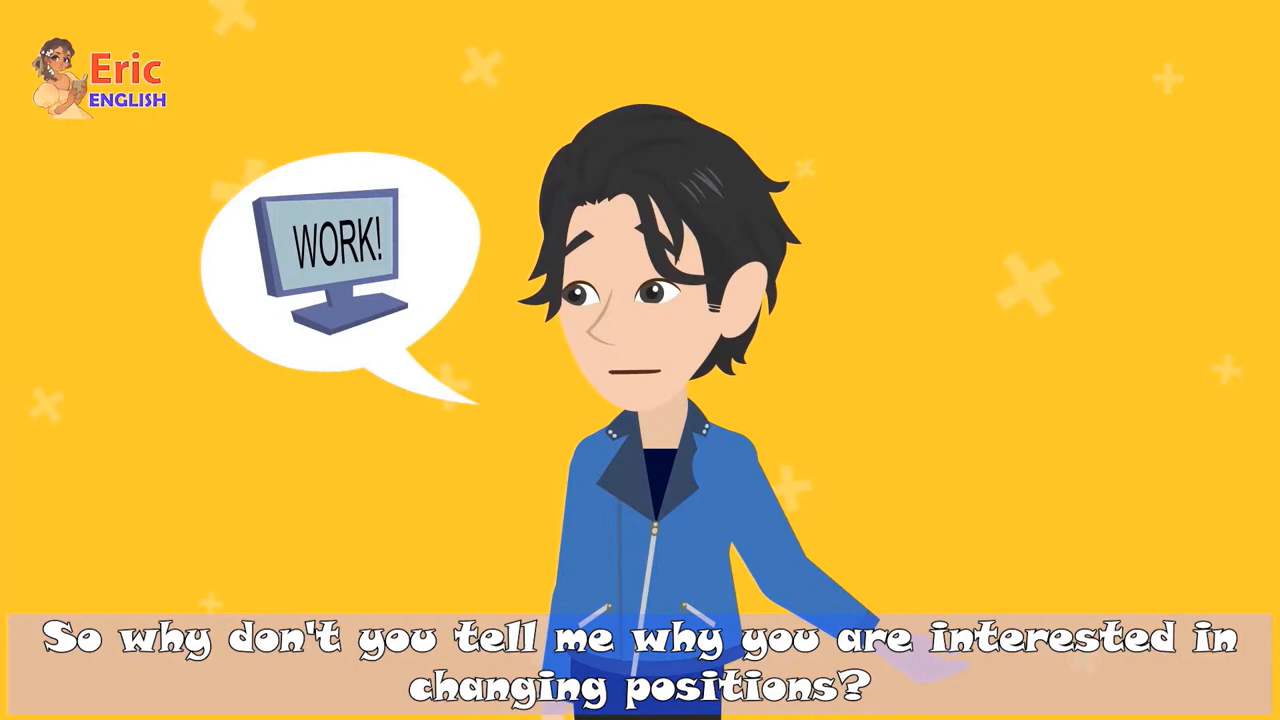 Eric
ENGLISH
WORK!
So why don't you tell me why you are interested in
changing positions?